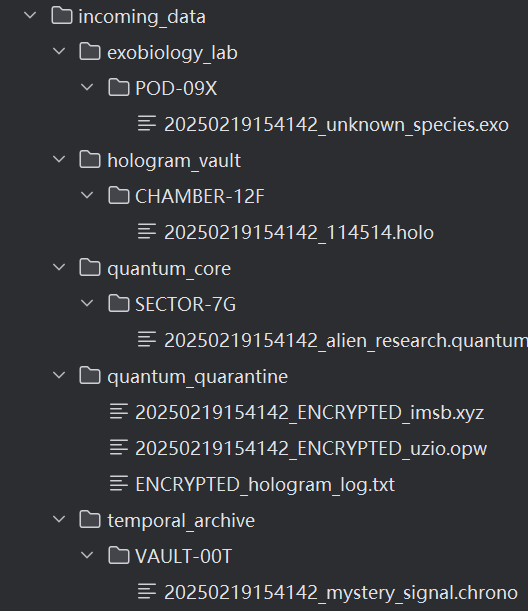 incoming_data
exobiology_lab
POD-09X
20250219154142_unknown_species.exo
hologram_vault
CHAMBER-12F
20250219154142_114514.holo
quantum_core
SECTOR-7G
20250219154142_alien_research.quantum
quantum_quarantine
20250219154142_ENCRYPTED_imsb.xyz
20250219154142_ENCRYPTED_uzio.opw
ENCRYPTED_hologram_log.txt
temporal_archive
VAULT-00T
20250219154142_mystery_signal.chrono